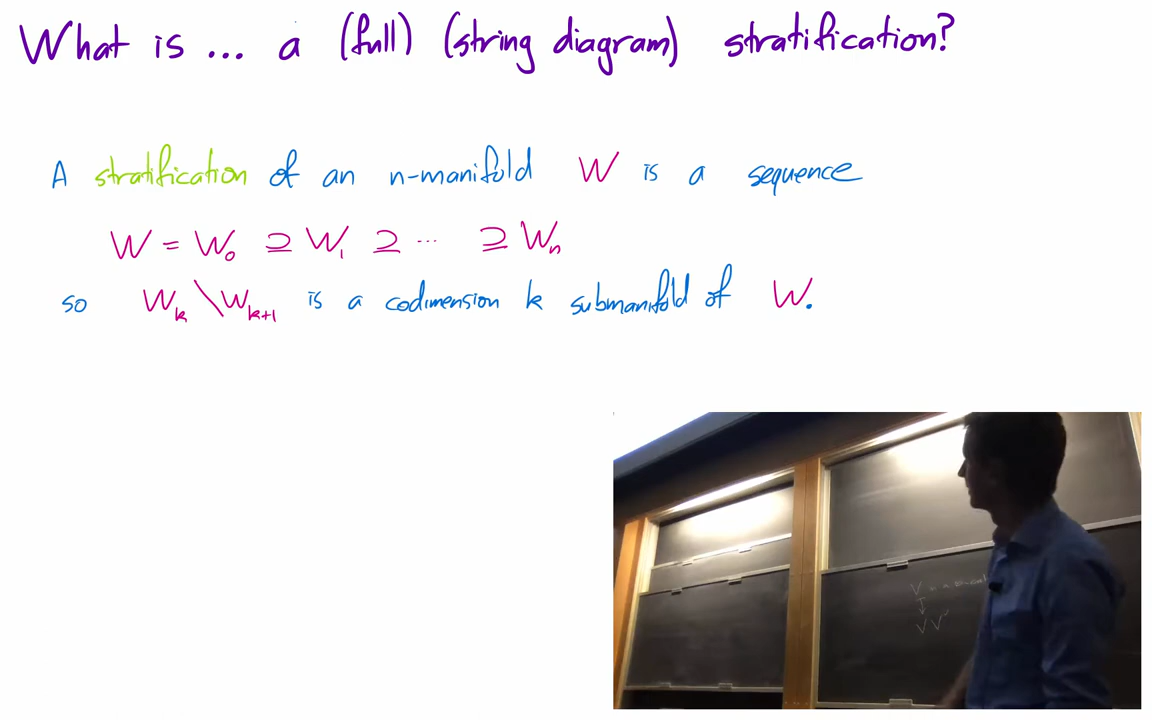 What is ... a (full) (string diagram) stratification?
A stratification of an n-manifold W is a sequence
W = W₀ ⊇ W₁ ⊇ ... ⊇ Wₙ
so Wₖ \ Wₖ₊₁ is a codimension k submanifold of W.
V
V V